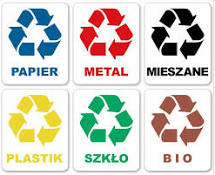 PAPIER METAL MIESZANE
PLASTIK SZKŁO BIO